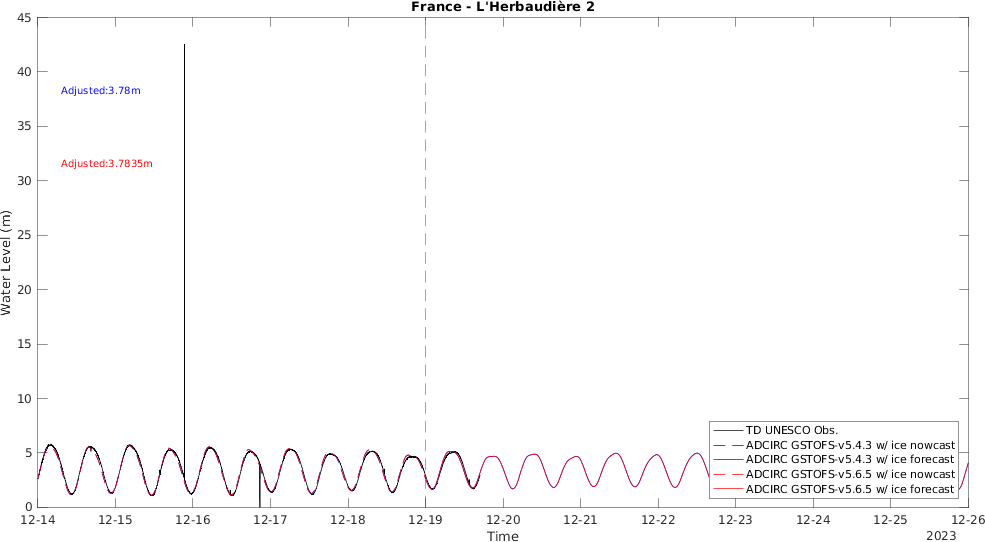 France - L'Herbaudière 2
45
40
35
30
25
20
15
10
5
0
Water Level (m)
Adjusted:3.78m
Adjusted:3.7835m
TD UNESCO Obs.
ADCIRC GSTOFS-v5.4.3 w/ ice nowcast
ADCIRC GSTOFS-v5.4.3 w/ ice forecast
ADCIRC GSTOFS-v5.6.5 w/ ice nowcast
ADCIRC GSTOFS-v5.6.5 w/ ice forecast
12-14 12-15 12-16 12-17 12-18 12-19 12-20 12-21 12-22 12-23 12-24 12-25 12-26
Time
2023